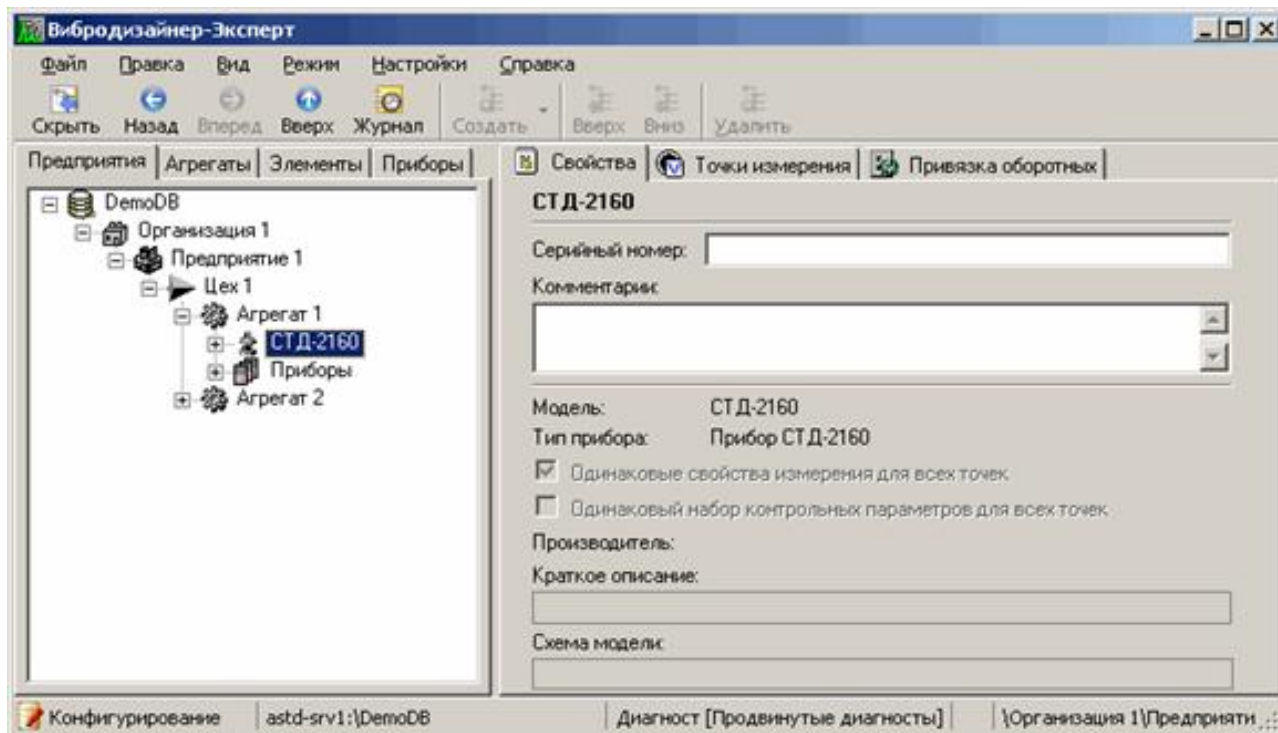 Вибродизайнер-Эксперт
Файл Правка Вид Режим Настройки Справка
Скрыть Назад Вперед Вверх Журнал Создать Вверх Вниз Удалить
Предприятия Агрегаты Элементы Приборы Свойства Точки измерения Привязка оборотных
DemoDB
Организация 1
Предприятие 1
Цех 1
Агрегат 1
СТД-2160
Приборы
Агрегат 2
СТД-2160
Серийный номер:
Комментарии:
Модель: СТД-2160
Тип прибора: Прибор СТД-2160
Одинаковые свойства измерения для всех точек
Одинаковый набор контрольных параметров для всех точек
Производитель:
Краткое описание:
Схема модели:
Конфигурирование astd-srv1:\DemoDB Диагност [Продвинутые диагносты] \Организация 1\Предприяти